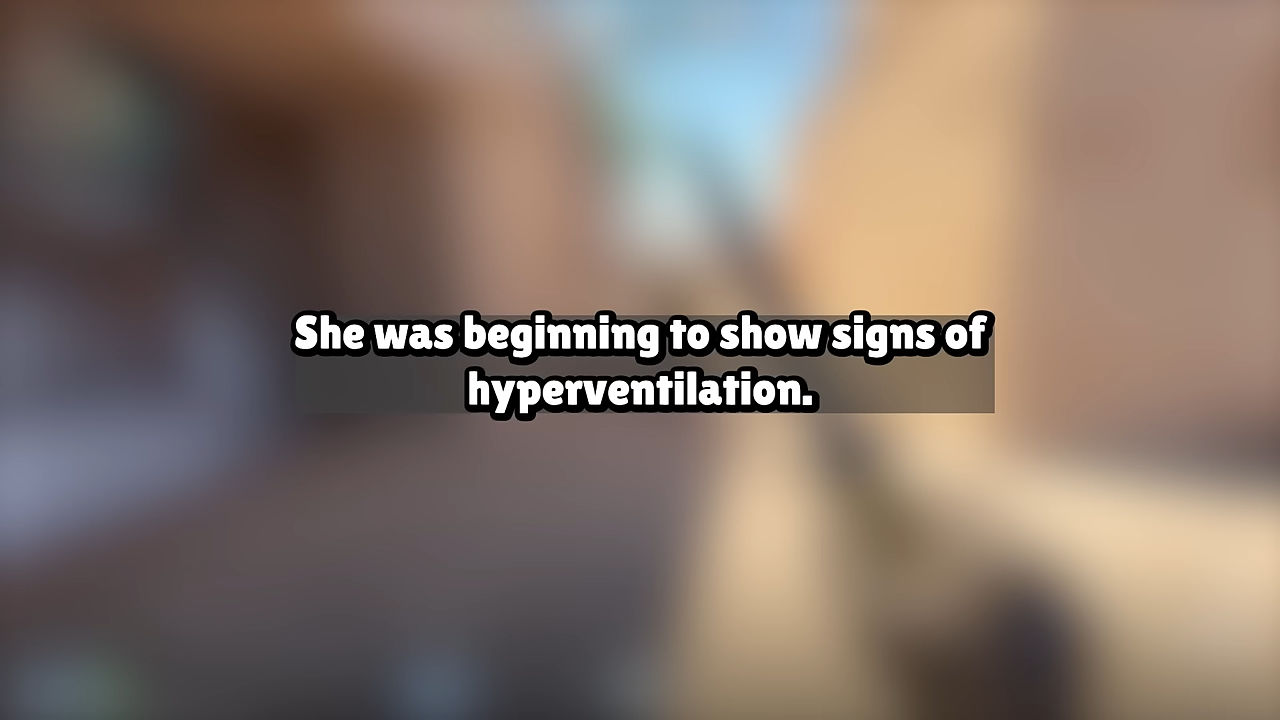 She was beginning to show signs of
hyperventilation.